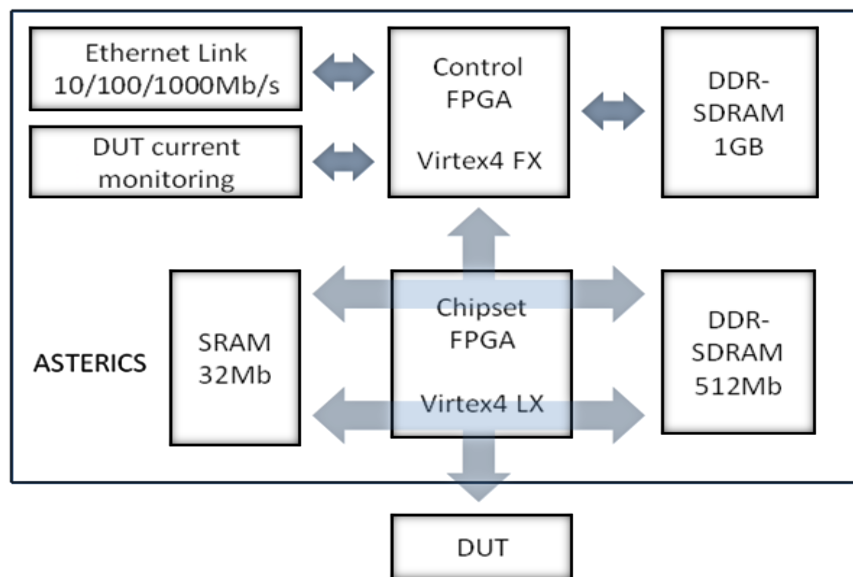 Ethernet Link
10/100/1000Mb/s
DUT current
monitoring
Control
FPGA
Virtex4 FX
DDR-
SDRAM
1GB
ASTERICS
SRAM
32Mb
Chipset
FPGA
Virtex4 LX
DDR-
SDRAM
512Mb
DUT